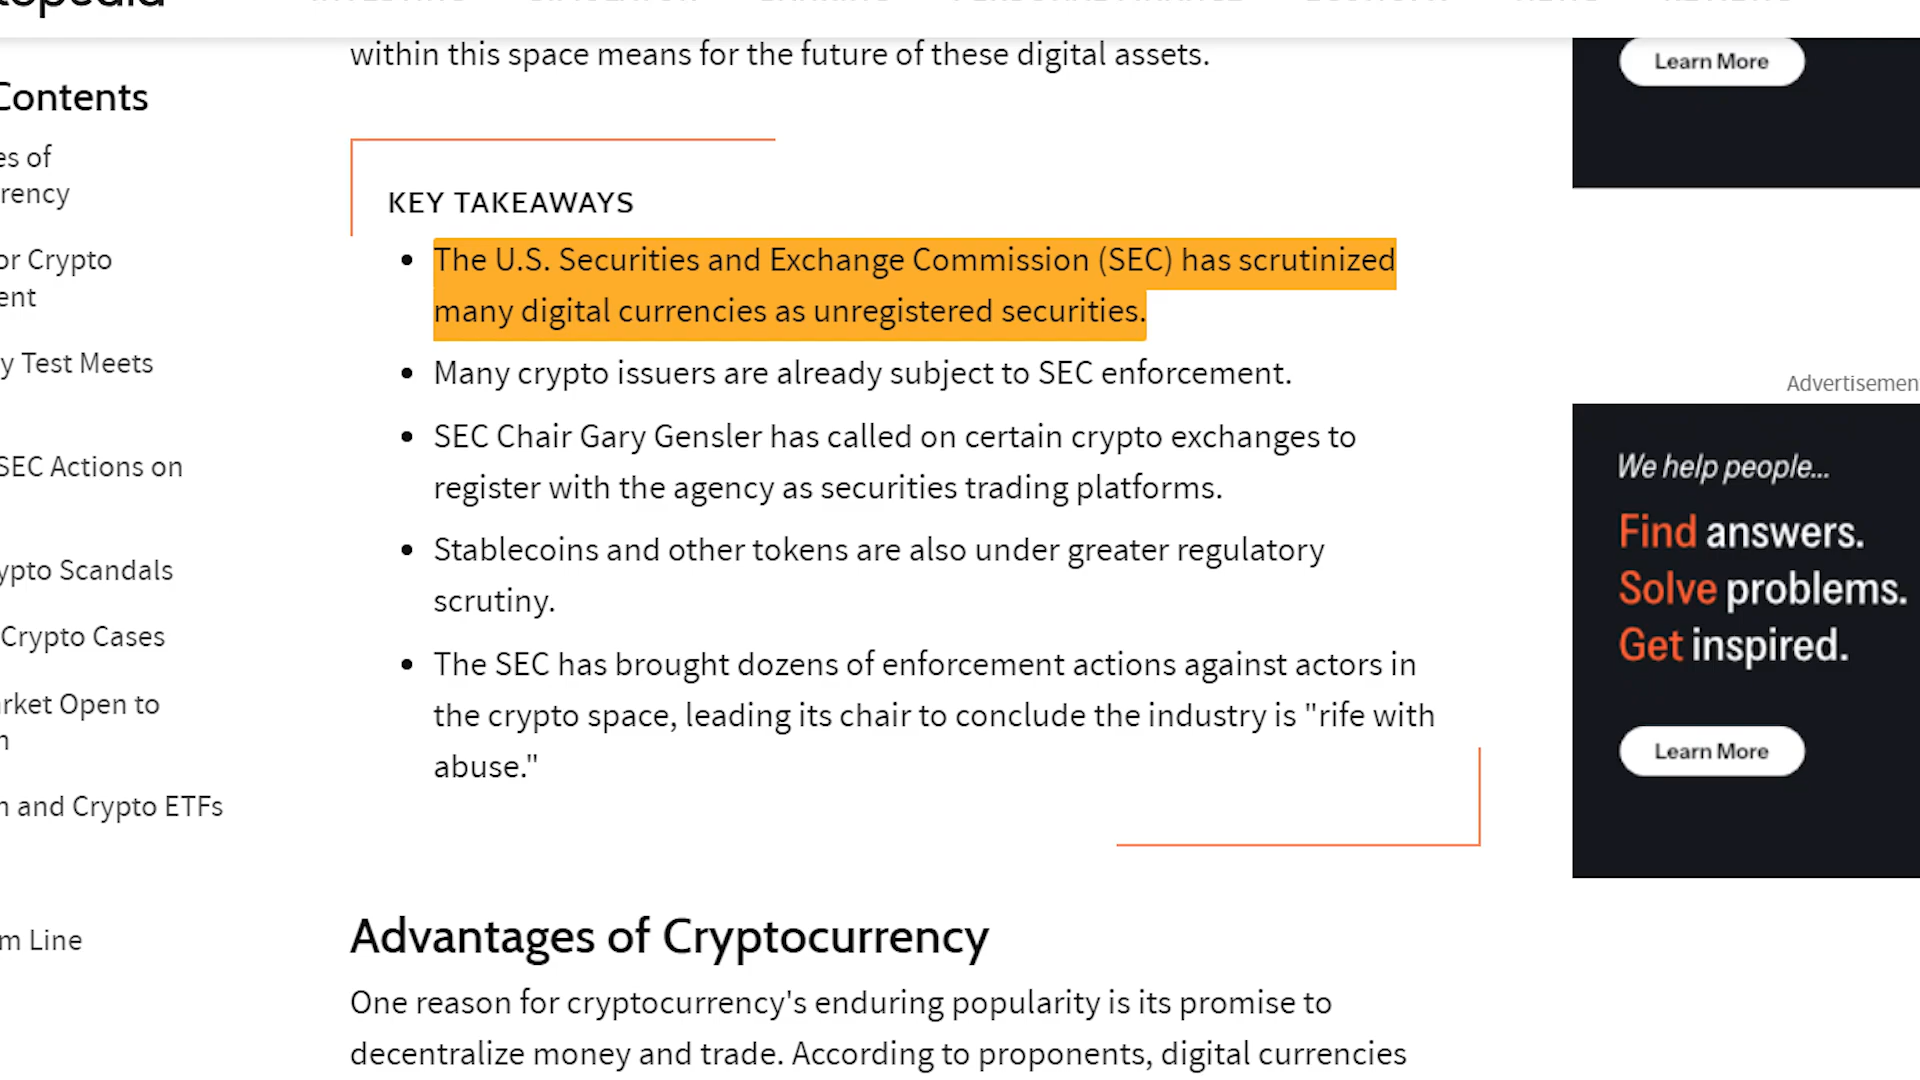 within this space means for the future of these digital assets.
Contents
es of
rency
or Crypto
ent
y Test Meets
SEC Actions on
ypto Scandals
Crypto Cases
rket Open to
n
n and Crypto ETFs
m Line
KEY TAKEAWAYS
• The U.S. Securities and Exchange Commission (SEC) has scrutinized
many digital currencies as unregistered securities.
• Many crypto issuers are already subject to SEC enforcement.
• SEC Chair Gary Gensler has called on certain crypto exchanges to
register with the agency as securities trading platforms.
• Stablecoins and other tokens are also under greater regulatory
scrutiny.
• The SEC has brought dozens of enforcement actions against actors in
the crypto space, leading its chair to conclude the industry is "rife with
abuse."
Advantages of Cryptocurrency
One reason for cryptocurrency's enduring popularity is its promise to
decentralize money and trade. According to proponents, digital currencies
Learn More
Advertisemen
We help people...
Find answers.
Solve problems.
Get inspired.
Learn More